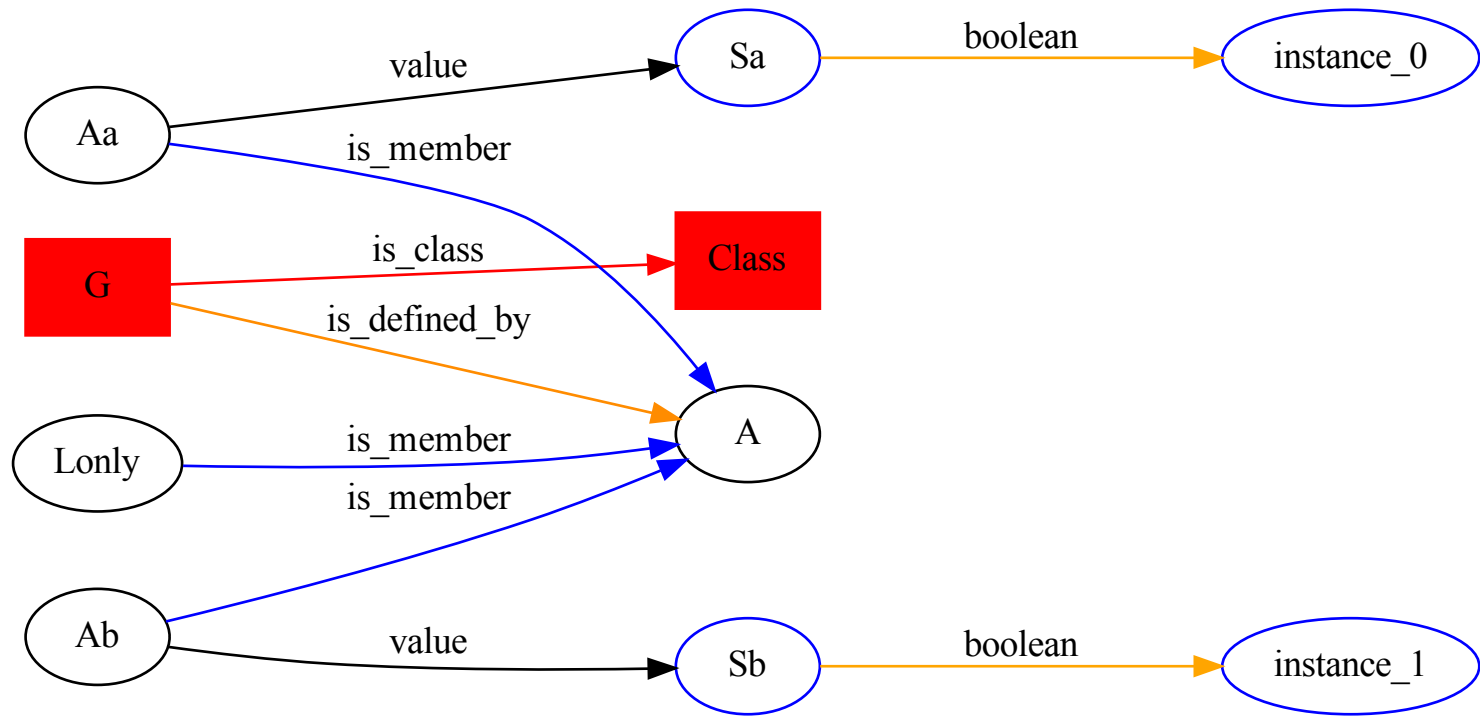 Aa
value
Sa
boolean
instance_0
is_member
G
is_class
Class
is_defined_by
A
Lonly
is_member
is_member
Ab
value
Sb
boolean
instance_1